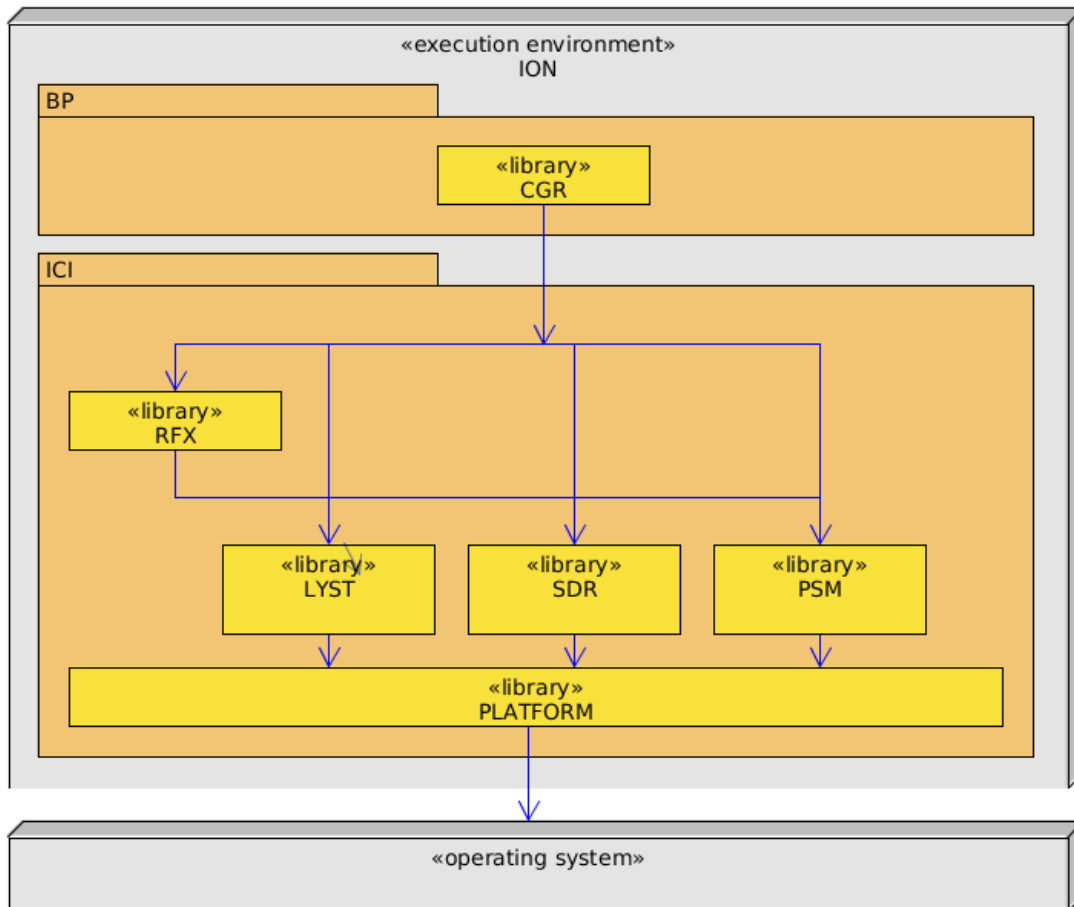 «execution environment»
ION
BP
«library»
CGR
ICI
«library»
RFX
«library»
LYST
«library»
SDR
«library»
PSM
«library»
PLATFORM
«operating system»